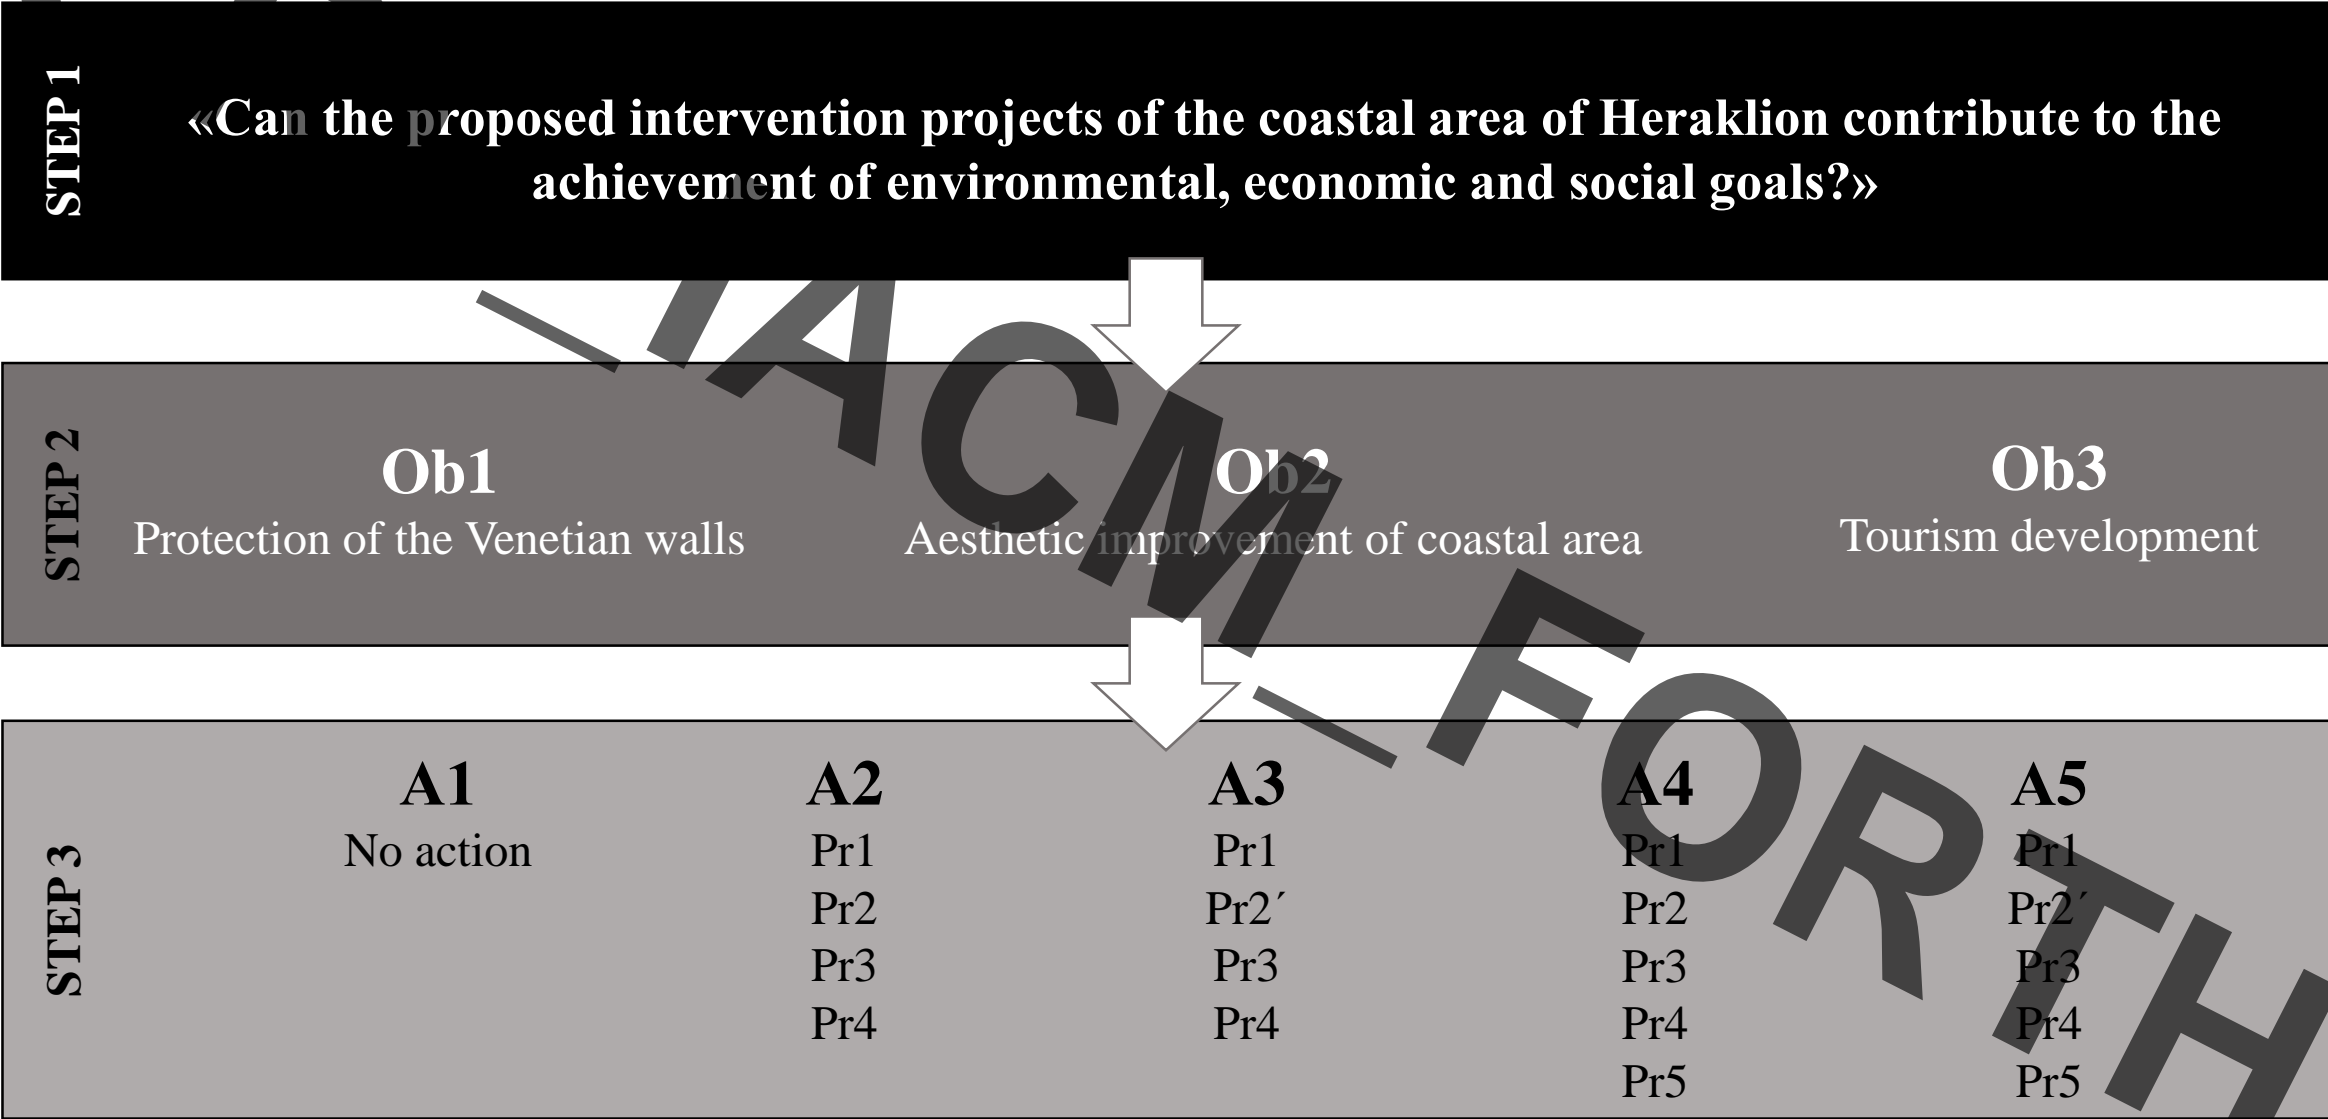 STEP 1
«Can the proposed intervention projects of the coastal area of Heraklion contribute to the
achievement of environmental, economic and social goals?»
STEP 2
Ob1
Protection of the Venetian walls
Ob2
Aesthetic improvement of coastal area
Ob3
Tourism development
STEP 3
A1
No action
A2
Pr1
Pr2
Pr3
Pr4
A3
Pr1
Pr2´
Pr3
Pr4
A4
Pr1
Pr2
Pr3
Pr4
Pr5
A5
Pr1
Pr2´
Pr3
Pr4
Pr5
_IACM_FORTH